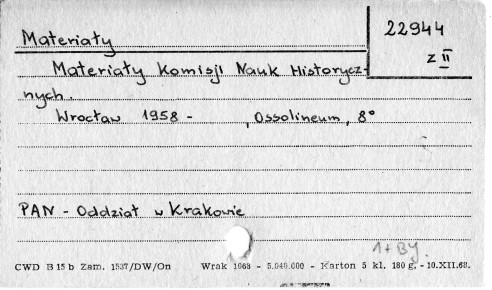 22944
z II
Materiały
Materiały Komisji Nauk Historycz-
nych.
Wrocław 1958 - , Ossolineum, 8°
PAN - Oddział w Krakowie
1 + BY.
CWD B 15 b Zam. 1537/DW/On Wrak 1968 - 5.040.000 - Karton 5 kl. 180 g. - 10.XII.68.